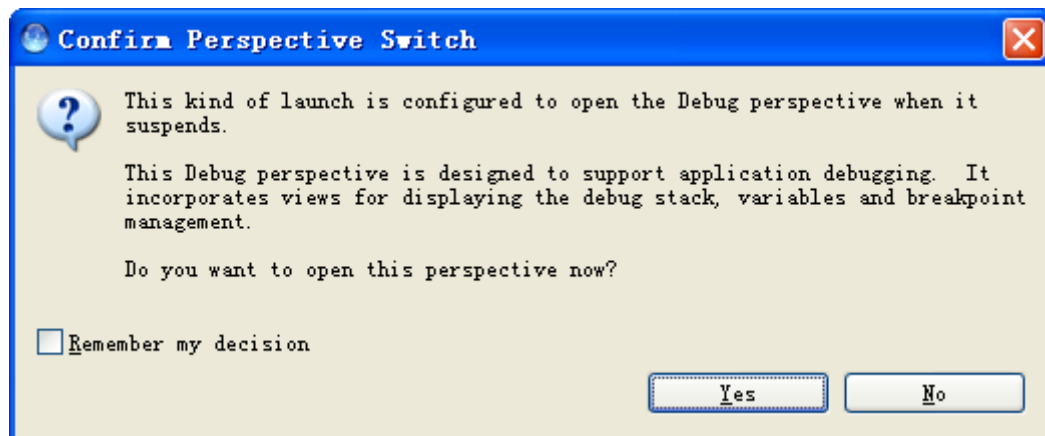 Confirm Perspective Switch
This kind of launch is configured to open the Debug perspective when it
suspends.
This Debug perspective is designed to support application debugging.  It
incorporates views for displaying the debug stack, variables and breakpoint
management.
Do you want to open this perspective now?
Remember my decision
Yes
No